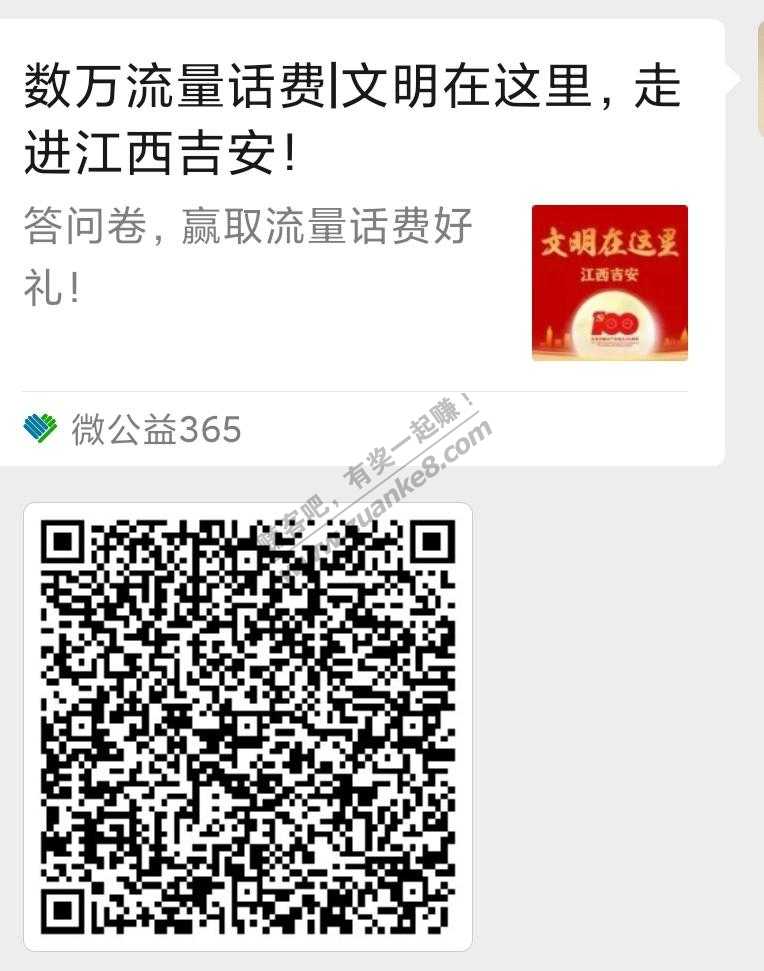 数万流量话费|文明在这里，走
进江西吉安！
答问卷，赢取流量话费好
礼！
文明在这里
江西吉安
100
微公益365
赚客吧，有奖一起赚！
www.zuanke8.com